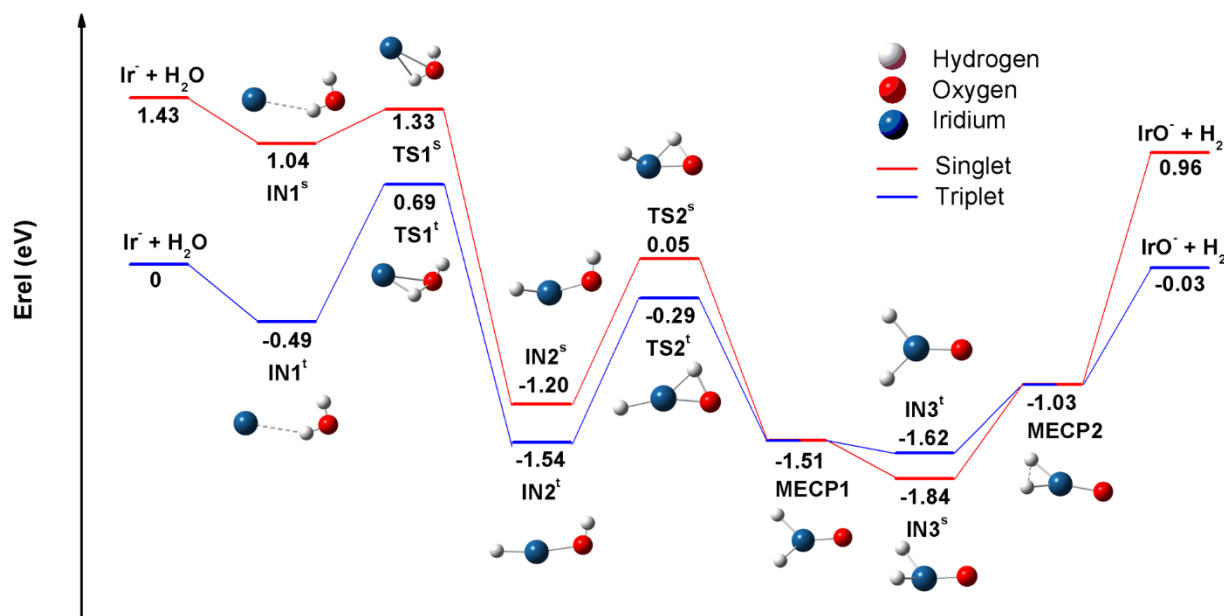 Erel (eV)
Ir⁻ + H₂O
1.43
1.04
IN1ˢ
1.33
TS1ˢ
Ir⁻ + H₂O
0
-0.49
IN1ᵗ
0.69
TS1ᵗ
IN2ˢ
-1.20
-1.54
IN2ᵗ
TS2ˢ
0.05
-0.29
TS2ᵗ
-1.51
MECP1
IN3ᵗ
-1.62
-1.84
IN3ˢ
-1.03
MECP2
Hydrogen
Oxygen
Iridium
Singlet
Triplet
IrO⁻ + H₂
0.96
IrO⁻ + H₂
-0.03